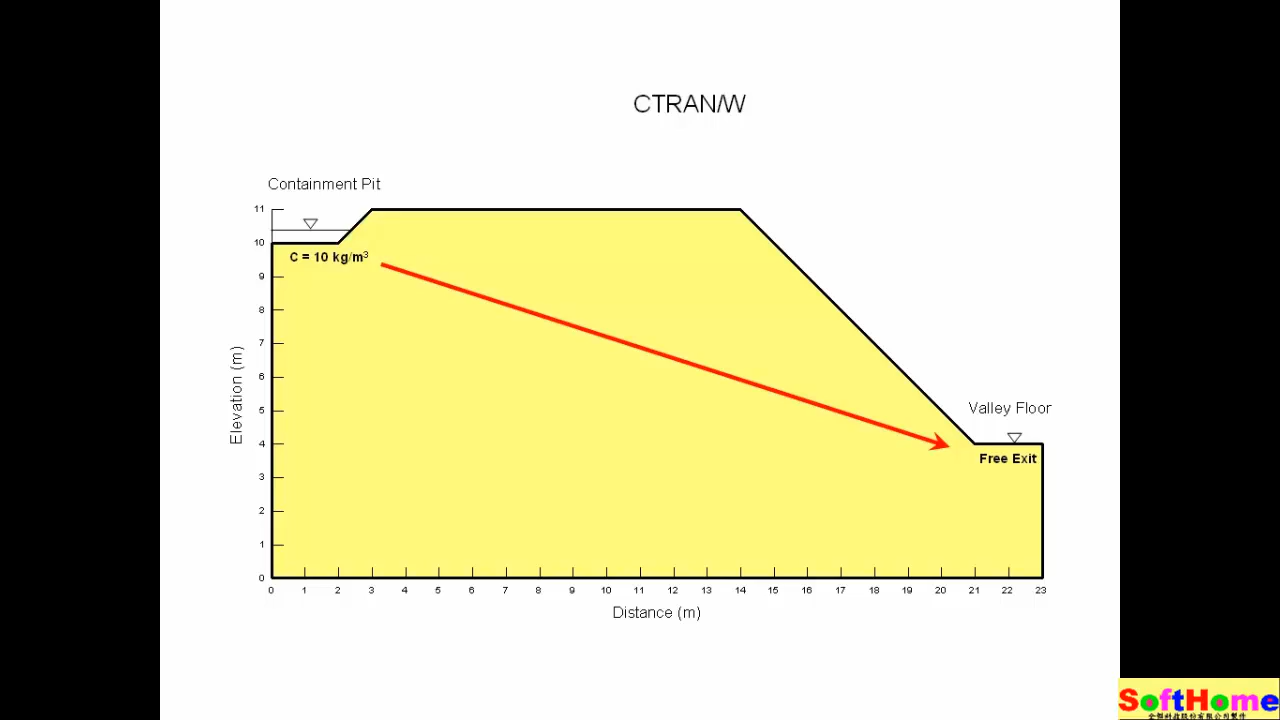 CTRAN/W
Containment Pit
11
10
C = 10 kg/m³
9
8
7
6
5
4
3
2
1
0
Elevation (m)
Valley Floor
Free Exit
0 1 2 3 4 5 6 7 8 9 10 11 12 13 14 15 16 17 18 19 20 21 22 23
Distance (m)
SoftHome